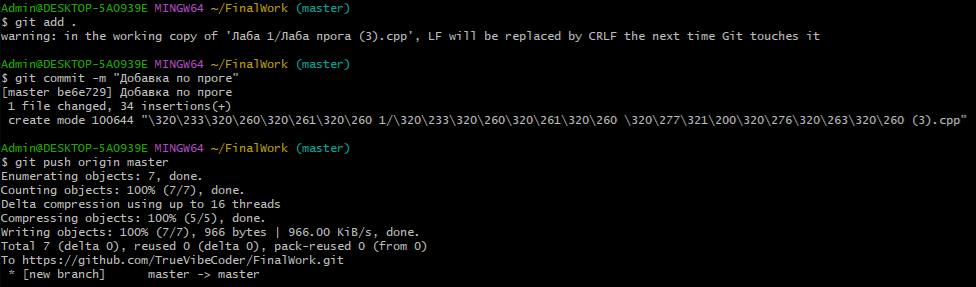 Admin@DESKTOP-5A0939E MINGW64 ~/FinalWork (master)
$ git add .
warning: in the working copy of 'Лаба 1/Лаба прога (3).cpp', LF will be replaced by CRLF the next time Git touches it
Admin@DESKTOP-5A0939E MINGW64 ~/FinalWork (master)
$ git commit -m "Добавка по проге"
[master be6e729] Добавка по проге
1 file changed, 34 insertions(+)
create mode 100644 "\320\233\320\260\320\261\320\260 1/\320\233\320\260\320\261\320\260 \320\277\321\200\320\276\320\263\320\260 (3).cpp"
Admin@DESKTOP-5A0939E MINGW64 ~/FinalWork (master)
$ git push origin master
Enumerating objects: 7, done.
Counting objects: 100% (7/7), done.
Delta compression using up to 16 threads
Compressing objects: 100% (5/5), done.
Writing objects: 100% (7/7), 966 bytes | 966.00 KiB/s, done.
Total 7 (delta 0), reused 0 (delta 0), pack-reused 0 (from 0)
To https://github.com/TrueVibeCoder/FinalWork.git
* [new branch]      master -> master